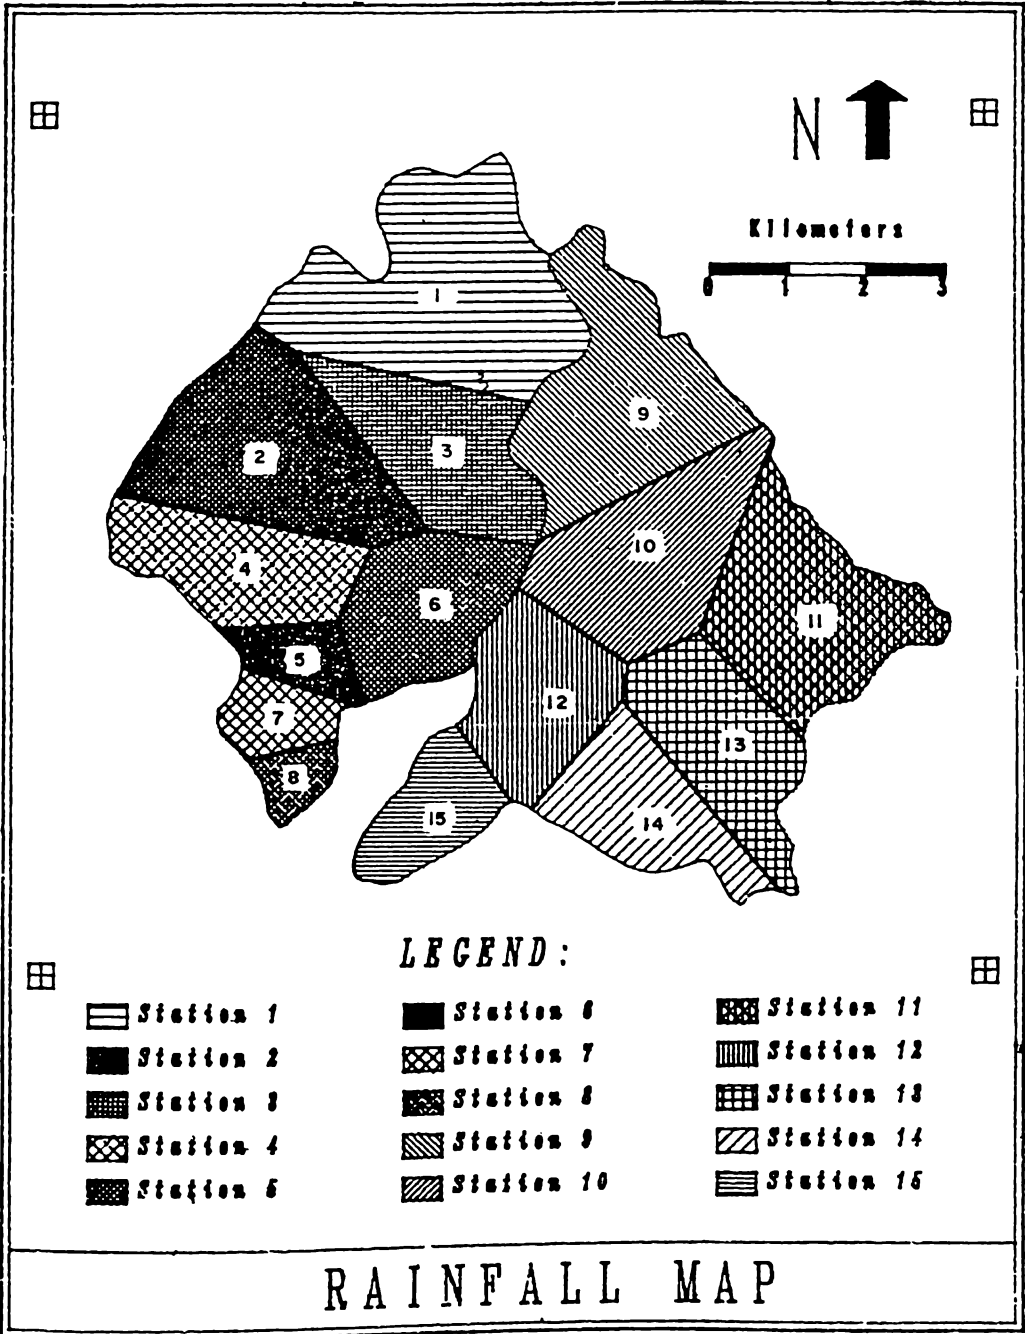 N
Kilometers
0 1 2 3
1
9
3
2
10
4
6
11
5
12
7
13
8
15
14
LEGEND:
Station 1
Station 2
Station 3
Station 4
Station 5
Station 6
Station 7
Station 8
Station 9
Station 10
Station 11
Station 12
Station 13
Station 14
Station 15
RAINFALL MAP